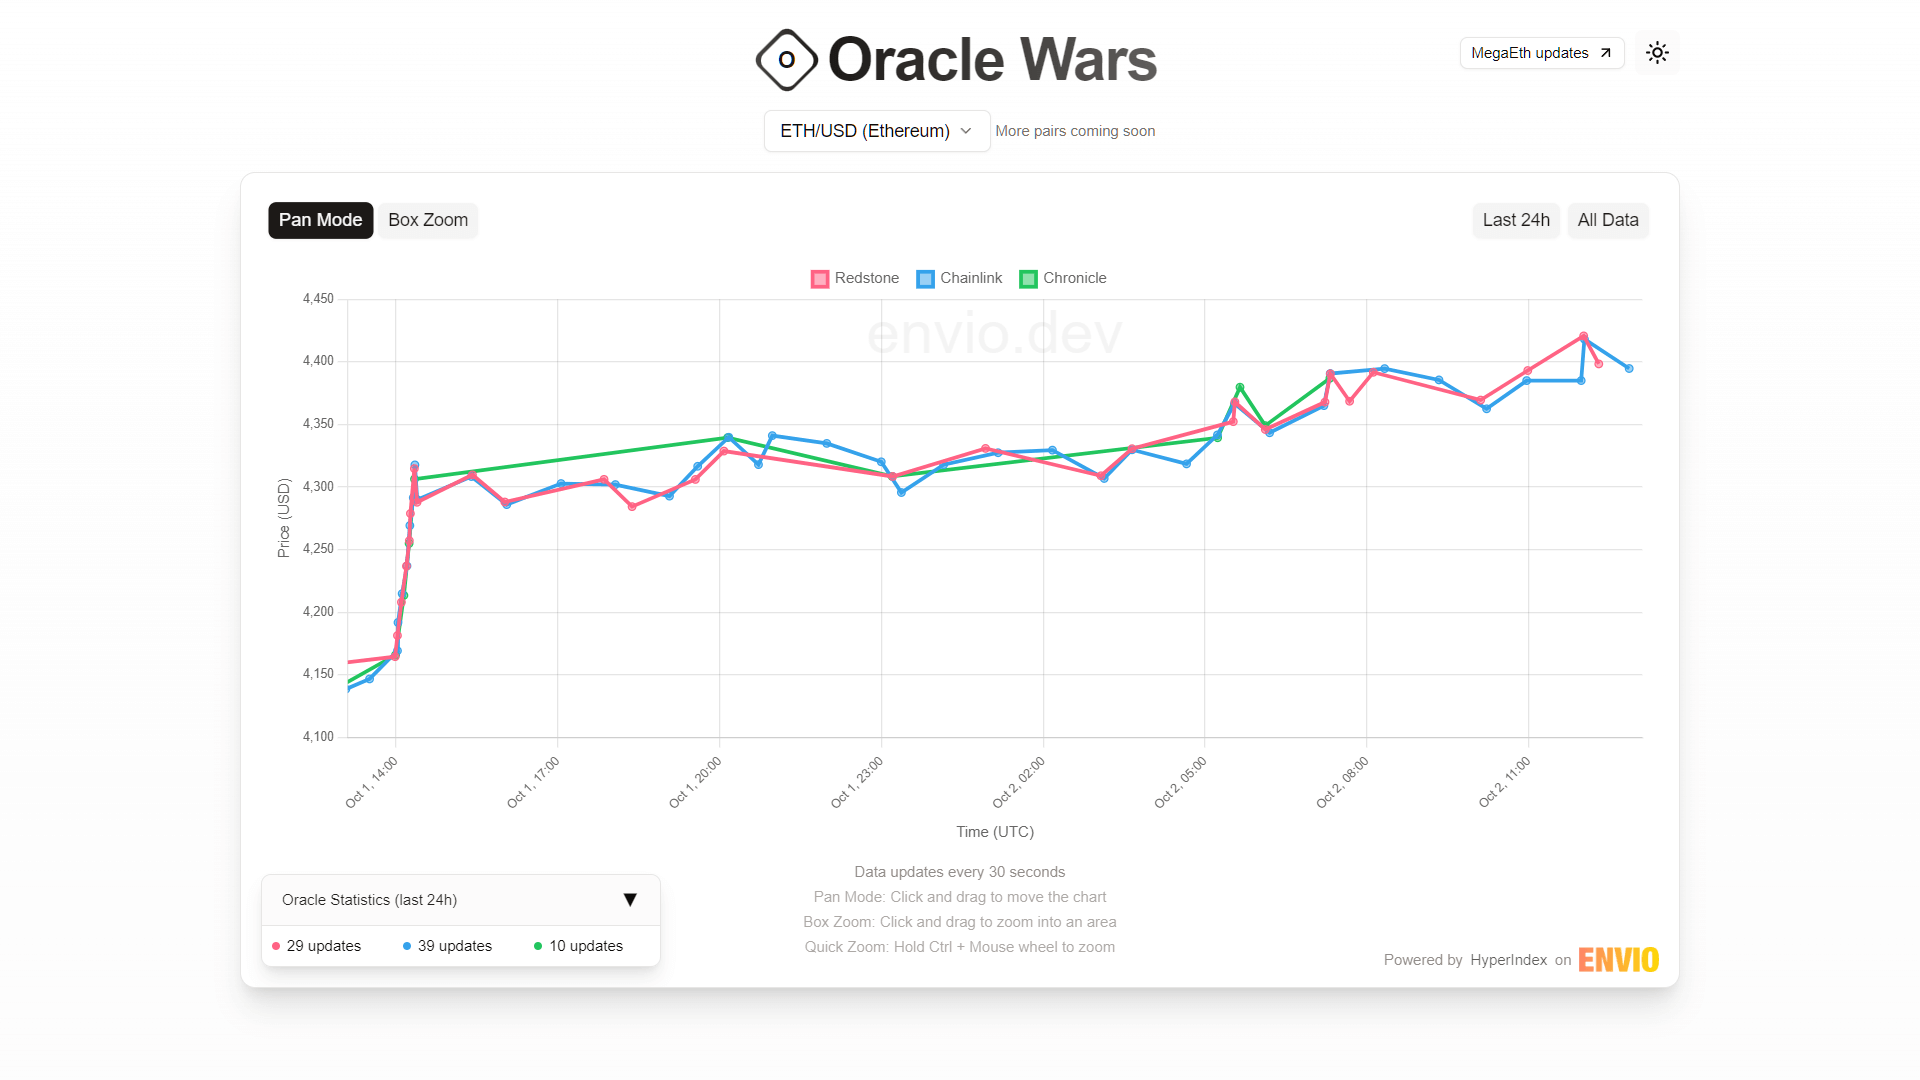 O Oracle Wars
MegaEth updates
ETH/USD (Ethereum)
More pairs coming soon
Pan Mode
Box Zoom
Last 24h
All Data
Redstone
Chainlink
Chronicle
envio.dev
4,450
4,400
4,350
4,300
4,250
4,200
4,150
4,100
Price (USD)
Oct 1, 14:00
Oct 1, 17:00
Oct 1, 20:00
Oct 1, 23:00
Oct 2, 02:00
Oct 2, 05:00
Oct 2, 08:00
Oct 2, 11:00
Time (UTC)
Data updates every 30 seconds
Pan Mode: Click and drag to move the chart
Box Zoom: Click and drag to zoom into an area
Quick Zoom: Hold Ctrl + Mouse wheel to zoom
Oracle Statistics (last 24h)
29 updates
39 updates
10 updates
Powered by HyperIndex on ENVIO